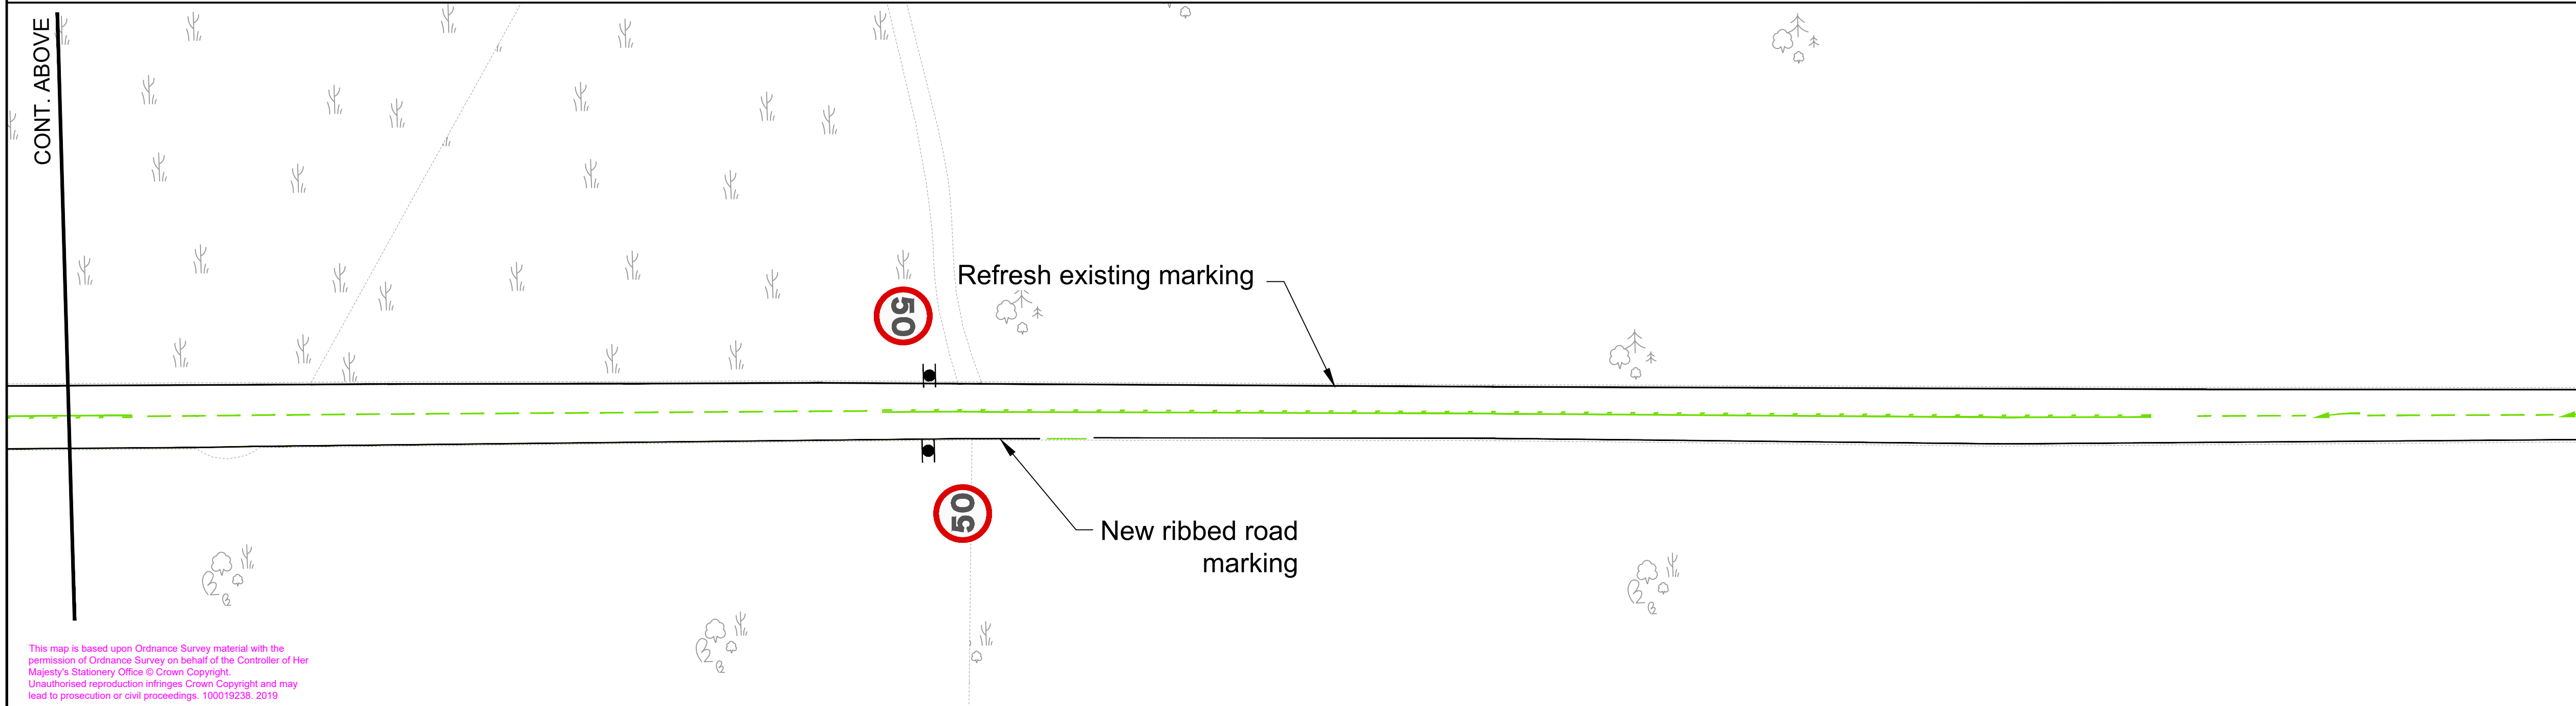 CONT. ABOVE
Refresh existing marking
50
50
New ribbed road
marking
This map is based upon Ordnance Survey material with the
permission of Ordnance Survey on behalf of the Controller of Her
Majesty's Stationery Office © Crown Copyright.
Unauthorised reproduction infringes Crown Copyright and may
lead to prosecution or civil proceedings. 100019238. 2019